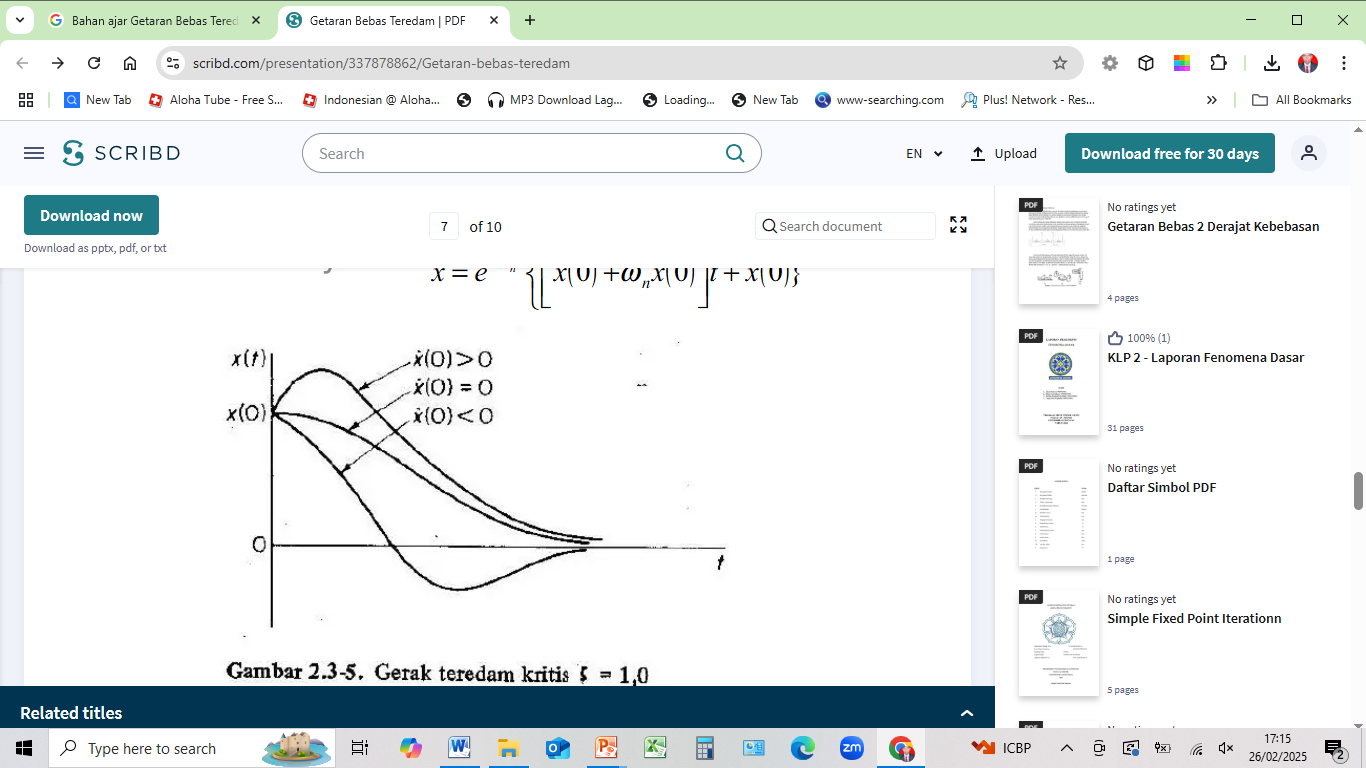 Bahan ajar Getaran Bebas Tered
Getaran Bebas Teredam | PDF
scribd.com/presentation/337878862/Getaran-bebas-teredam
New Tab
Aloha Tube - Free S...
Indonesian @ Aloha...
MP3 Download Lag...
Loading...
New Tab
www-searching.com
Plus! Network - Res...
»
All Bookmarks
SCRIBD
Search
EN
Upload
Download free for 30 days
Download now
Download as pptx, pdf, or txt
7 of 10
Search document
x(t)
ẋ(0) > 0
ẋ(0) = 0
x(0)
ẋ(0) < 0
0
t
Gambar 2.3-5. Gerak teredam kritis ζ = 1,0
Related titles
PDF
No ratings yet
Getaran Bebas 2 Derajat Kebebasan
4 pages
PDF
100% (1)
KLP 2 - Laporan Fenomena Dasar
31 pages
PDF
No ratings yet
Daftar Simbol PDF
1 page
PDF
No ratings yet
Simple Fixed Point Iterationn
5 pages
Type here to search
ICBP
17:15
26/02/2025
2